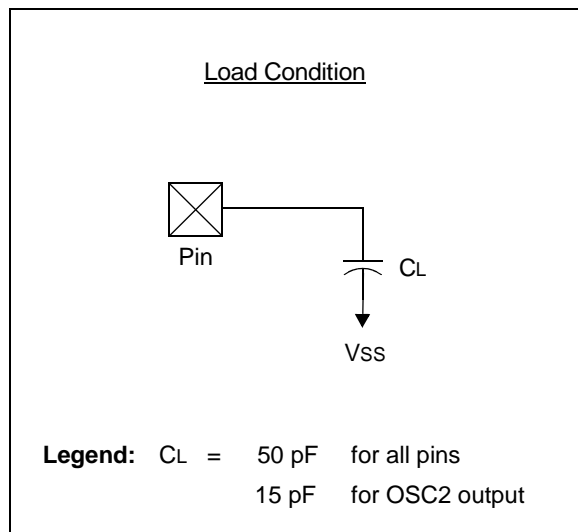 Load Condition
Pin
CL
VSS
Legend: CL = 50 pF for all pins
15 pF for OSC2 output